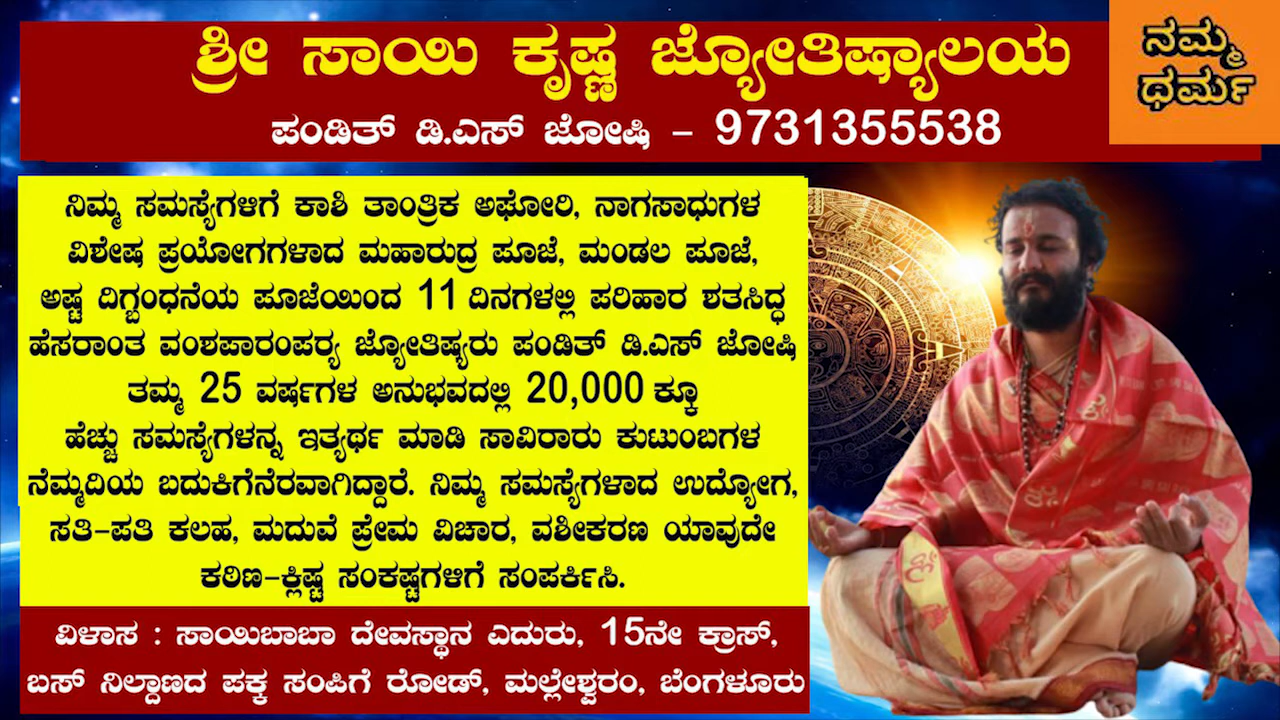 ಶ್ರೀ ಸಾಯಿ ಕೃಷ್ಣ ಜ್ಯೋತಿಷ್ಯಾಲಯ
ನಮ್ಮ
ಧರ್ಮ
ಪಂಡಿತ್ ಡಿ.ಎಸ್ ಜೋಷಿ – 9731355538
ನಿಮ್ಮ ಸಮಸ್ಯೆಗಳಿಗೆ ಕಾಶಿ ತಾಂತ್ರಿಕ ಅಘೋರಿ, ನಾಗಸಾಧುಗಳ
ವಿಶೇಷ ಪ್ರಯೋಗಗಳಾದ ಮಹಾರುದ್ರ ಪೂಜೆ, ಮಂಡಲ ಪೂಜೆ,
ಅಷ್ಟ ದಿಗ್ಬಂಧನೆಯ ಪೂಜೆಯಿಂದ 11 ದಿನಗಳಲ್ಲಿ ಪರಿಹಾರ ಶತಸಿದ್ಧ
ಹೆಸರಾಂತ ವಂಶಪಾರಂಪರ‍್ಯ ಜ್ಯೋತಿಷ್ಯರು ಪಂಡಿತ್ ಡಿ.ಎಸ್ ಜೋಷಿ
ತಮ್ಮ 25 ವರ್ಷಗಳ ಅನುಭವದಲ್ಲಿ 20,000 ಕ್ಕೂ
ಹೆಚ್ಚು ಸಮಸ್ಯೆಗಳನ್ನ ಇತ್ಯರ್ಥ ಮಾಡಿ ಸಾವಿರಾರು ಕುಟುಂಬಗಳ
ನೆಮ್ಮದಿಯ ಬದುಕಿಗೆನೆರವಾಗಿದ್ದಾರೆ. ನಿಮ್ಮ ಸಮಸ್ಯೆಗಳಾದ ಉದ್ಯೋಗ,
ಸತಿ-ಪತಿ ಕಲಹ, ಮದುವೆ ಪ್ರೇಮ ವಿಚಾರ, ವಶೀಕರಣ ಯಾವುದೇ
ಕಠಿಣ-ಕ್ಲಿಷ್ಟ ಸಂಕಷ್ಟಗಳಿಗೆ ಸಂಪರ್ಕಿಸಿ.
ವಿಳಾಸ : ಸಾಯಿಬಾಬಾ ದೇವಸ್ಥಾನ ಎದುರು, 15ನೇ ಕ್ರಾಸ್,
ಬಸ್ ನಿಲ್ದಾಣದ ಪಕ್ಕ ಸಂಪಿಗೆ ರೋಡ್, ಮಲ್ಲೇಶ್ವರಂ, ಬೆಂಗಳೂರು